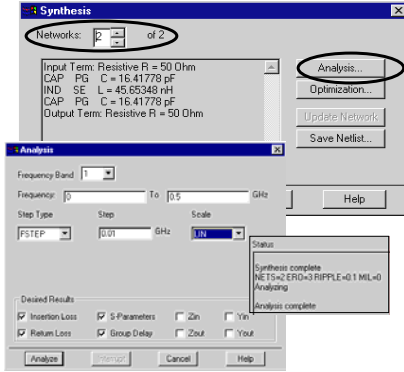 Synthesis
Networks: 2 of 2
Input Term: Resistive R = 50 Ohm
CAP PG C = 16.41778 pF
IND SE L = 45.65348 nH
CAP PG C = 16.41778 pF
Output Term: Resistive R = 50 Ohm
Analysis...
Optimization...
Update Network
Save Netlist...
Help
Analysis
Frequency Band 1
Frequency: 0 To 0.5 GHz
Step Type Step Scale
FSTEP 0.01 GHz LIN
Desired Results
Insertion Loss S-Parameters Zin Yin
Return Loss Group Delay Zout Yout
Analyze Interrupt Cancel Help
Status
Synthesis complete
NETS=2 ERO=3 RIPPLE=0.1 MIL=0
Analyzing
Analysis complete